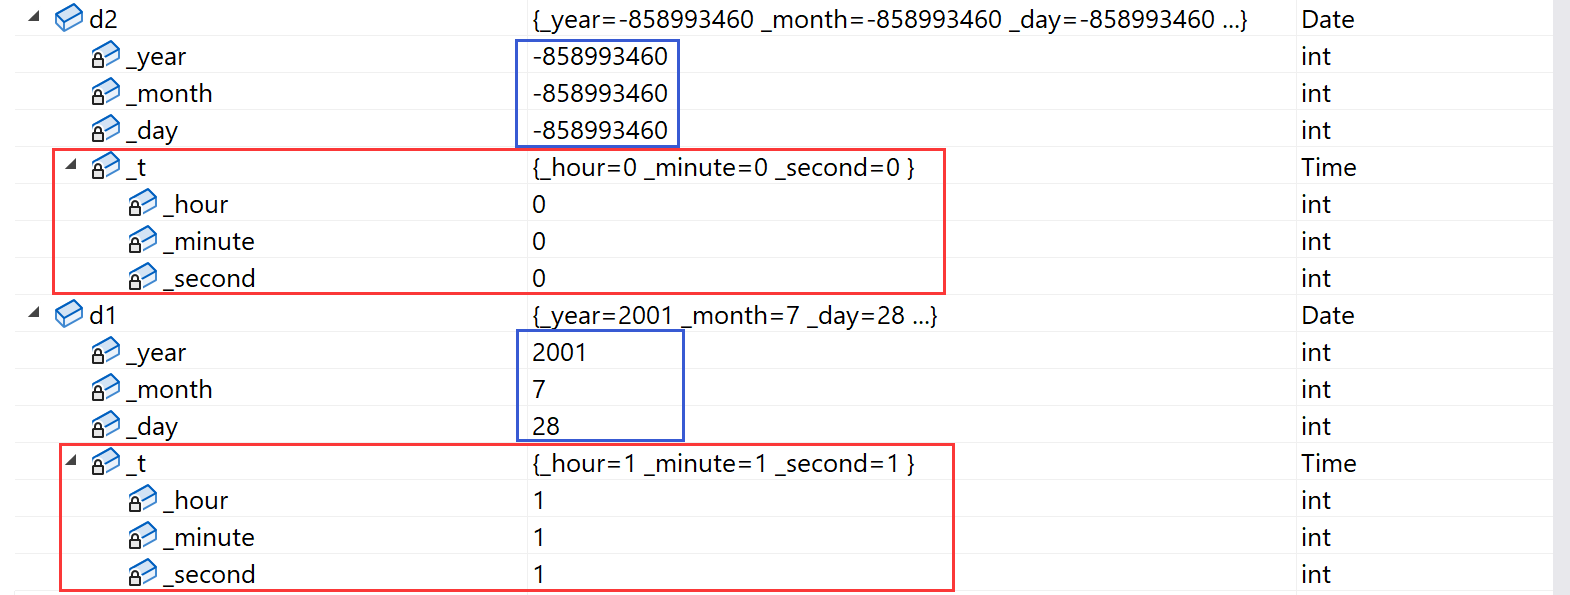 d2 {_year=-858993460 _month=-858993460 _day=-858993460 ...} Date
_year -858993460 int
_month -858993460 int
_day -858993460 int
_t {_hour=0 _minute=0 _second=0 } Time
_hour 0 int
_minute 0 int
_second 0 int
d1 {_year=2001 _month=7 _day=28 ...} Date
_year 2001 int
_month 7 int
_day 28 int
_t {_hour=1 _minute=1 _second=1 } Time
_hour 1 int
_minute 1 int
_second 1 int